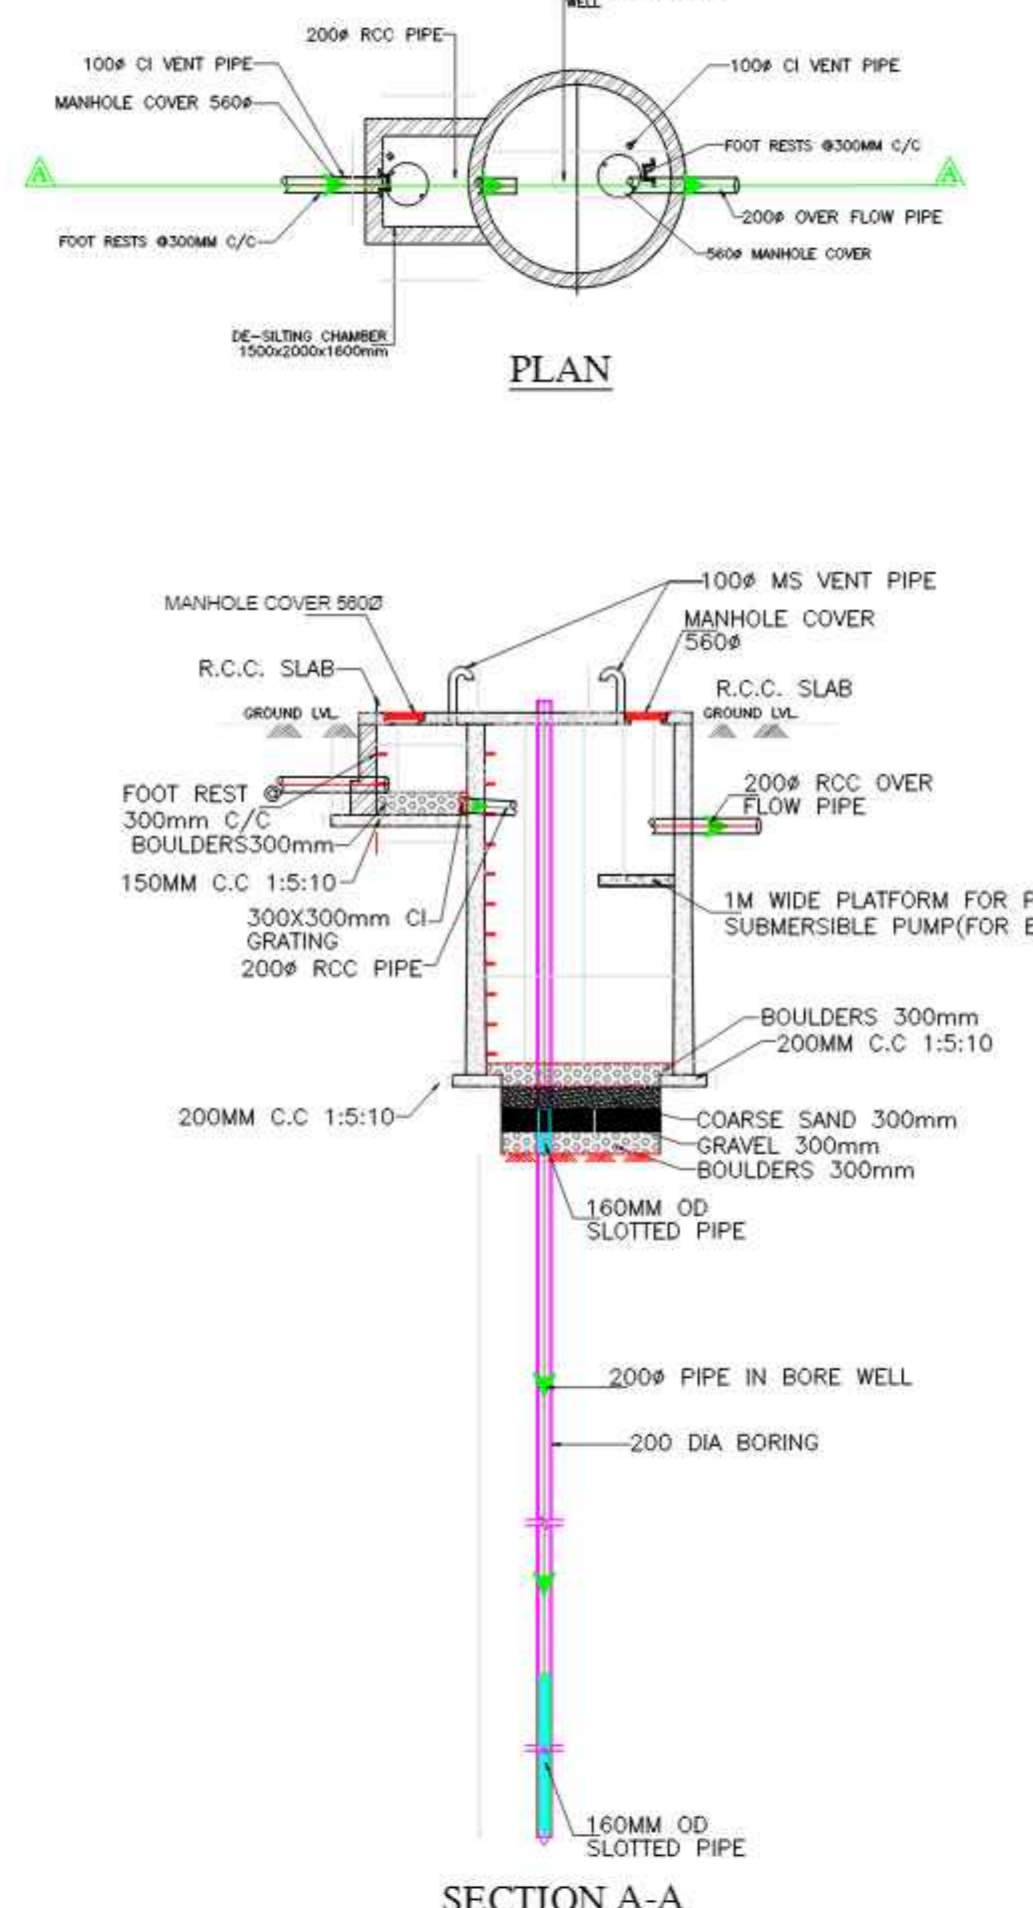 WELL
200ø RCC PIPE
100ø CI VENT PIPE
100ø CI VENT PIPE
MANHOLE COVER 560ø
FOOT RESTS @300MM C/C
A
A
200ø OVER FLOW PIPE
FOOT RESTS @300MM C/C
560ø MANHOLE COVER
DE-SILTING CHAMBER
1500x2000x1600mm
PLAN
100ø MS VENT PIPE
MANHOLE COVER 560Ø
MANHOLE COVER
560ø
R.C.C. SLAB
R.C.C. SLAB
GROUND LVL.
GROUND LVL.
200ø RCC OVER
FLOW PIPE
FOOT REST @
300mm C/C
BOULDERS300mm
150MM C.C 1:5:10
1M WIDE PLATFORM FOR
SUBMERSIBLE PUMP(FOR
300X300mm CI
GRATING
200ø RCC PIPE
BOULDERS 300mm
200MM C.C 1:5:10
200MM C.C 1:5:10
COARSE SAND 300mm
GRAVEL 300mm
BOULDERS 300mm
160MM OD
SLOTTED PIPE
200ø PIPE IN BORE WELL
200 DIA BORING
160MM OD
SLOTTED PIPE
SECTION A-A